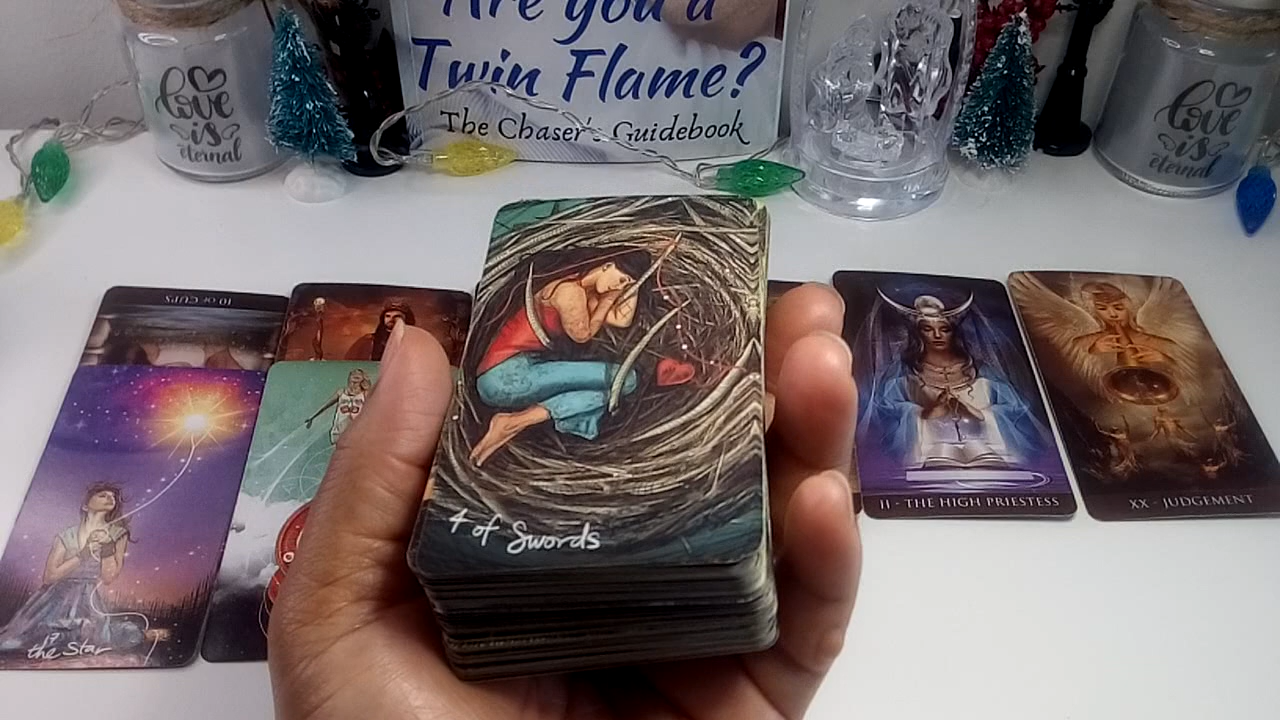 Are you a
Twin Flame?
The Chaser's Guidebook
love
is
eternal
love
is
eternal
10 OF CUPS
4 of Swords
II - THE HIGH PRIESTESS
XX - JUDGEMENT
17
the Star